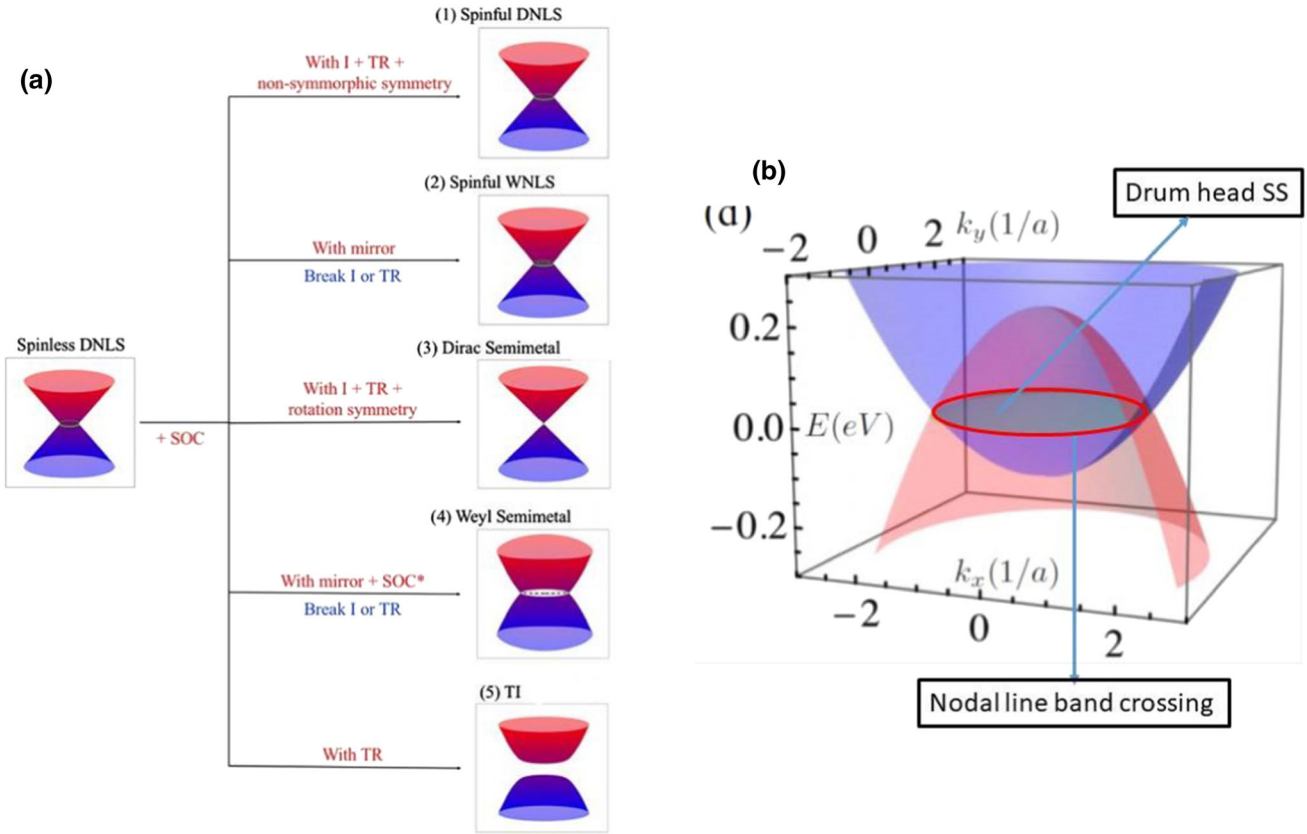 (a)
(1) Spinful DNLS
With I + TR +
non-symmorphic symmetry
(2) Spinful WNLS
With mirror
Break I or TR
Spinless DNLS
+ SOC
(3) Dirac Semimetal
With I + TR +
rotation symmetry
(4) Weyl Semimetal
With mirror + SOC*
Break I or TR
(5) TI
With TR
(b)
Drum head SS
(a)
−2 0 2 k_y(1/a)
0.2
0.0 E(eV)
−0.2
k_x(1/a)
−2 0 2
Nodal line band crossing